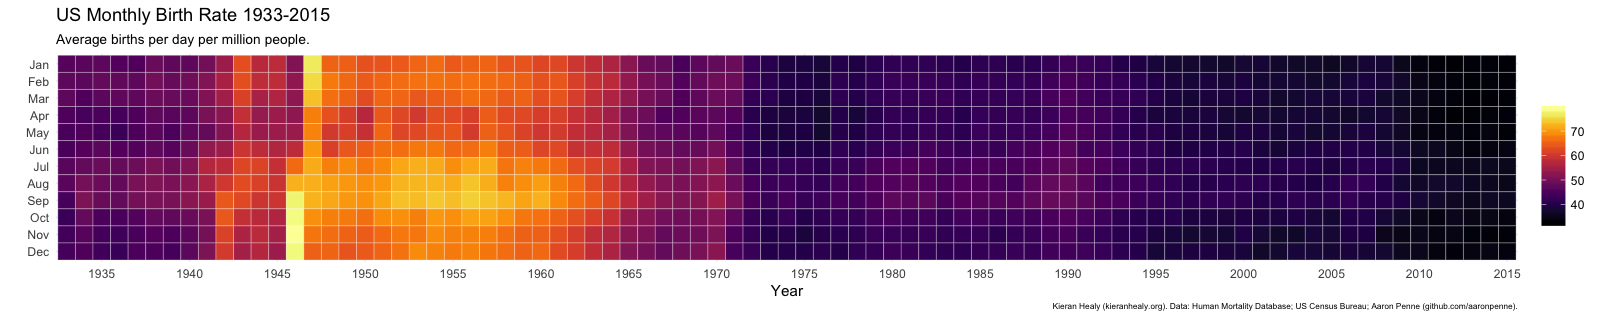 US Monthly Birth Rate 1933-2015
Average births per day per million people.
Jan
Feb
Mar
Apr
May
Jun
Jul
Aug
Sep
Oct
Nov
Dec
70
60
50
40
1935 1940 1945 1950 1955 1960 1965 1970 1975 1980 1985 1990 1995 2000 2005 2010 2015
Year
Kieran Healy (kieranhealy.org). Data: Human Mortality Database; US Census Bureau; Aaron Penne (github.com/aaronpenne).